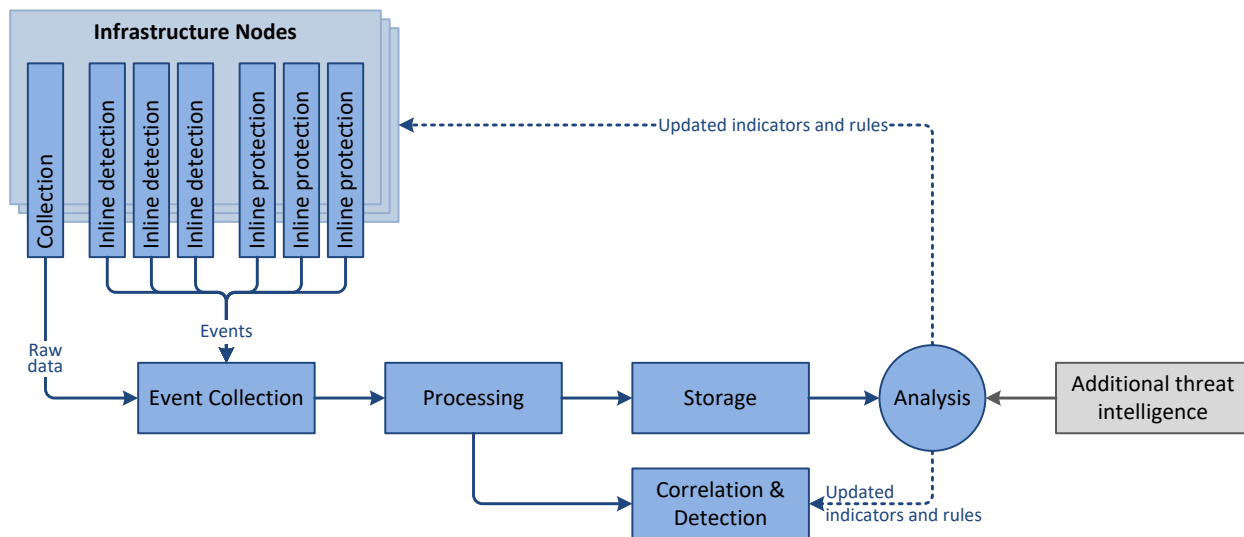 Infrastructure Nodes
Collection
Inline detection
Inline detection
Inline detection
Inline protection
Inline protection
Inline protection
Updated indicators and rules
Events
Raw
data
Event Collection
Processing
Storage
Analysis
Additional threat
intelligence
Correlation &
Detection
Updated
indicators and rules